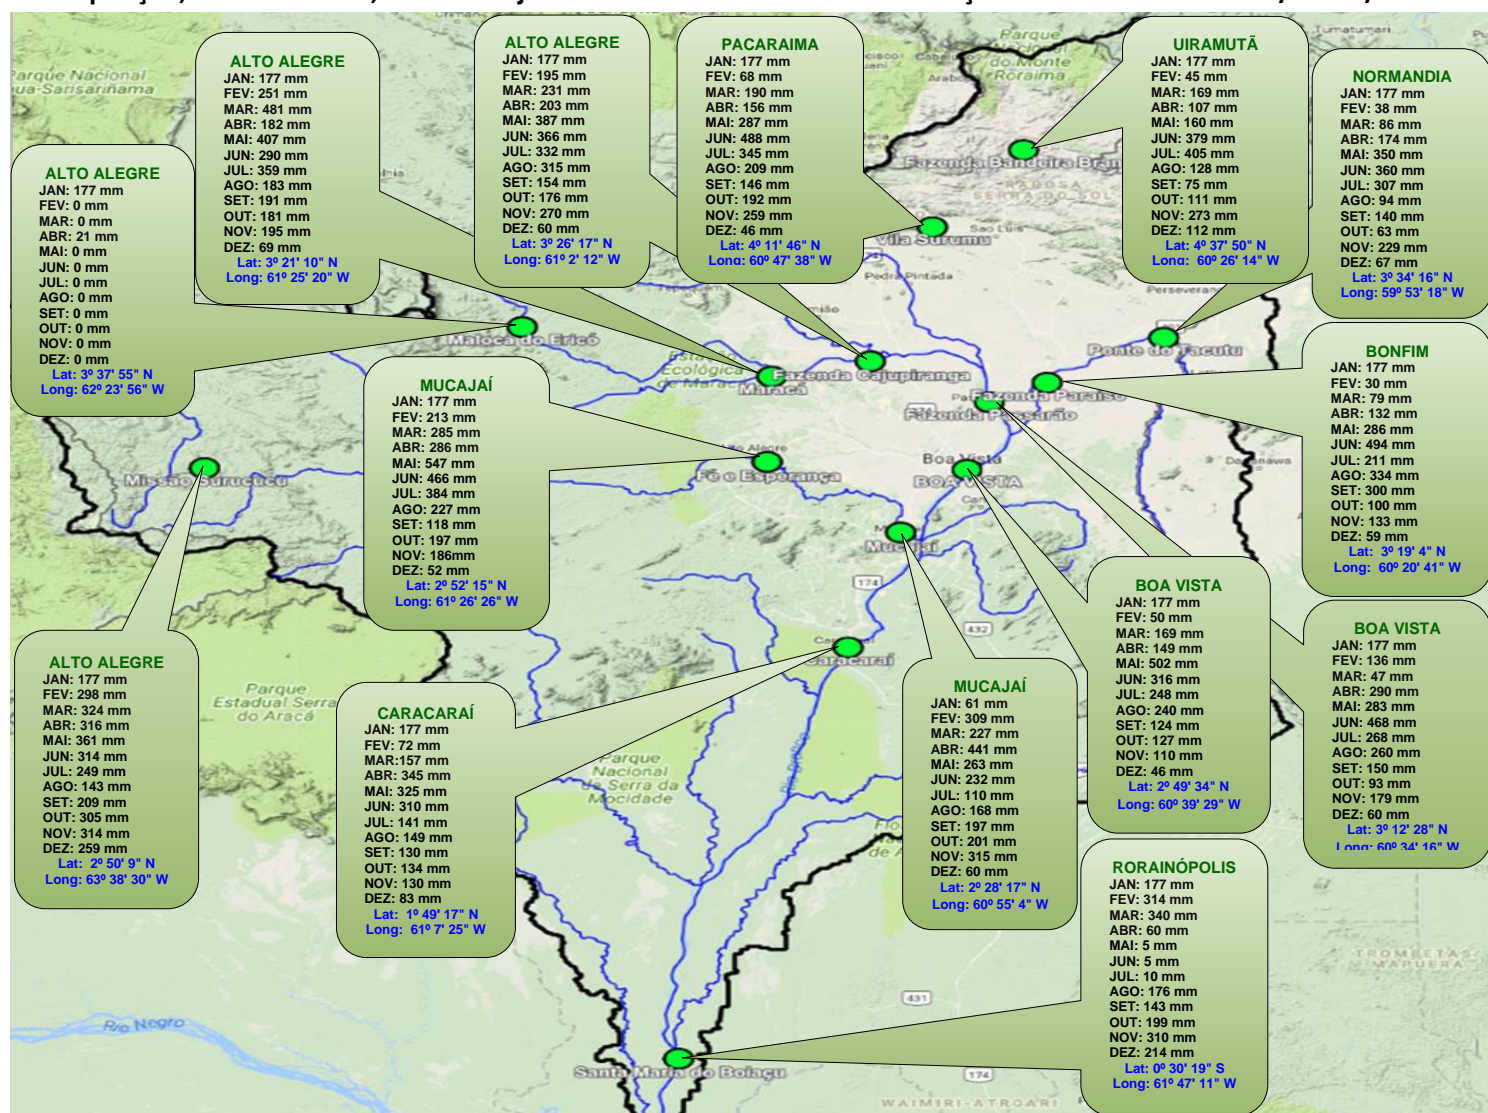 ALTO ALEGRE
JAN: 177 mm
FEV: 0 mm
MAR: 0 mm
ABR: 21 mm
MAI: 0 mm
JUN: 0 mm
JUL: 0 mm
AGO: 0 mm
SET: 0 mm
OUT: 0 mm
NOV: 0 mm
DEZ: 0 mm
Lat: 3º 37' 55" N
Long: 62º 23' 56" W
ALTO ALEGRE
JAN: 177 mm
FEV: 251 mm
MAR: 481 mm
ABR: 182 mm
MAI: 407 mm
JUN: 290 mm
JUL: 359 mm
AGO: 183 mm
SET: 191 mm
OUT: 181 mm
NOV: 195 mm
DEZ: 69 mm
Lat: 3º 21' 10" N
Long: 61º 25' 20" W
ALTO ALEGRE
JAN: 177 mm
FEV: 195 mm
MAR: 231 mm
ABR: 203 mm
MAI: 387 mm
JUN: 366 mm
JUL: 332 mm
AGO: 315 mm
SET: 154 mm
OUT: 176 mm
NOV: 270 mm
DEZ: 60 mm
Lat: 3º 26' 17" N
Long: 61º 2' 12" W
PACARAIMA
JAN: 177 mm
FEV: 68 mm
MAR: 190 mm
ABR: 156 mm
MAI: 287 mm
JUN: 488 mm
JUL: 345 mm
AGO: 209 mm
SET: 146 mm
OUT: 192 mm
NOV: 259 mm
DEZ: 46 mm
Lat: 4º 11' 46" N
Long: 60º 47' 38" W
UIRAMUTÃ
JAN: 177 mm
FEV: 45 mm
MAR: 169 mm
ABR: 107 mm
MAI: 160 mm
JUN: 379 mm
JUL: 405 mm
AGO: 128 mm
SET: 75 mm
OUT: 111 mm
NOV: 273 mm
DEZ: 112 mm
Lat: 4º 37' 50" N
Long: 60º 26' 14" W
NORMANDIA
JAN: 177 mm
FEV: 38 mm
MAR: 86 mm
ABR: 174 mm
MAI: 350 mm
JUN: 360 mm
JUL: 307 mm
AGO: 94 mm
SET: 140 mm
OUT: 63 mm
NOV: 229 mm
DEZ: 67 mm
Lat: 3º 34' 16" N
Long: 59º 53' 18" W
MUCAJAÍ
JAN: 177 mm
FEV: 213 mm
MAR: 285 mm
ABR: 286 mm
MAI: 547 mm
JUN: 466 mm
JUL: 384 mm
AGO: 227 mm
SET: 118 mm
OUT: 197 mm
NOV: 186mm
DEZ: 52 mm
Lat: 2º 52' 15" N
Long: 61º 26' 26" W
BONFIM
JAN: 177 mm
FEV: 30 mm
MAR: 79 mm
ABR: 132 mm
MAI: 286 mm
JUN: 494 mm
JUL: 211 mm
AGO: 334 mm
SET: 300 mm
OUT: 100 mm
NOV: 133 mm
DEZ: 59 mm
Lat: 3º 19' 4" N
Long: 60º 20' 41" W
ALTO ALEGRE
JAN: 177 mm
FEV: 298 mm
MAR: 324 mm
ABR: 316 mm
MAI: 361 mm
JUN: 314 mm
JUL: 249 mm
AGO: 143 mm
SET: 209 mm
OUT: 305 mm
NOV: 314 mm
DEZ: 259 mm
Lat: 2º 50' 9" N
Long: 63º 38' 30" W
CARACARAÍ
JAN: 177 mm
FEV: 72 mm
MAR:157 mm
ABR: 345 mm
MAI: 325 mm
JUN: 310 mm
JUL: 141 mm
AGO: 149 mm
SET: 130 mm
OUT: 134 mm
NOV: 130 mm
DEZ: 83 mm
Lat: 1º 49' 17" N
Long: 61º 7' 25" W
MUCAJAÍ
JAN: 61 mm
FEV: 309 mm
MAR: 227 mm
ABR: 441 mm
MAI: 263 mm
JUN: 232 mm
JUL: 110 mm
AGO: 168 mm
SET: 197 mm
OUT: 201 mm
NOV: 315 mm
DEZ: 60 mm
Lat: 2º 28' 17" N
Long: 60º 55' 4" W
BOA VISTA
JAN: 177 mm
FEV: 50 mm
MAR: 169 mm
ABR: 149 mm
MAI: 502 mm
JUN: 316 mm
JUL: 248 mm
AGO: 240 mm
SET: 124 mm
OUT: 127 mm
NOV: 110 mm
DEZ: 46 mm
Lat: 2º 49' 34" N
Long: 60º 39' 29" W
BOA VISTA
JAN: 177 mm
FEV: 136 mm
MAR: 47 mm
ABR: 290 mm
MAI: 283 mm
JUN: 468 mm
JUL: 268 mm
AGO: 260 mm
SET: 150 mm
OUT: 93 mm
NOV: 179 mm
DEZ: 60 mm
Lat: 3º 12' 28" N
Long: 60º 34' 16" W
RORAINÓPOLIS
JAN: 177 mm
FEV: 314 mm
MAR: 340 mm
ABR: 60 mm
MAI: 5 mm
JUN: 5 mm
JUL: 10 mm
AGO: 176 mm
SET: 143 mm
OUT: 199 mm
NOV: 310 mm
DEZ: 214 mm
Lat: 0º 30' 19" S
Long: 61º 47' 11" W
Parque Nacional
Parque
do Monte
Roraima
Tumatumari
Fazenda Bandeira Bran
RAPOSA
SERRA DO SOL
Vila Surumu
Sao Luis
Pedra Pintada
Maloca do Ericó
Ponte do Tacutu
Estação
Ecológica
de Maracá
Maracá
Fazenda Cajupiranga
Fazenda Paraíso
Fazenda Passarão
Missão Surucucu
Fé e Esperança
Boa Vista
BOA VISTA
Mucajaí
174
432
Caracaraí
Parque
Estadual Serra
do Aracá
Rio Branco
Parque
Nacional
da Serra da
Mocidade
431
TROMBETAS/
MAPUERA
Rio Negro
Santa Maria do Boiaçu
174
WAIMIRI-ATROARI